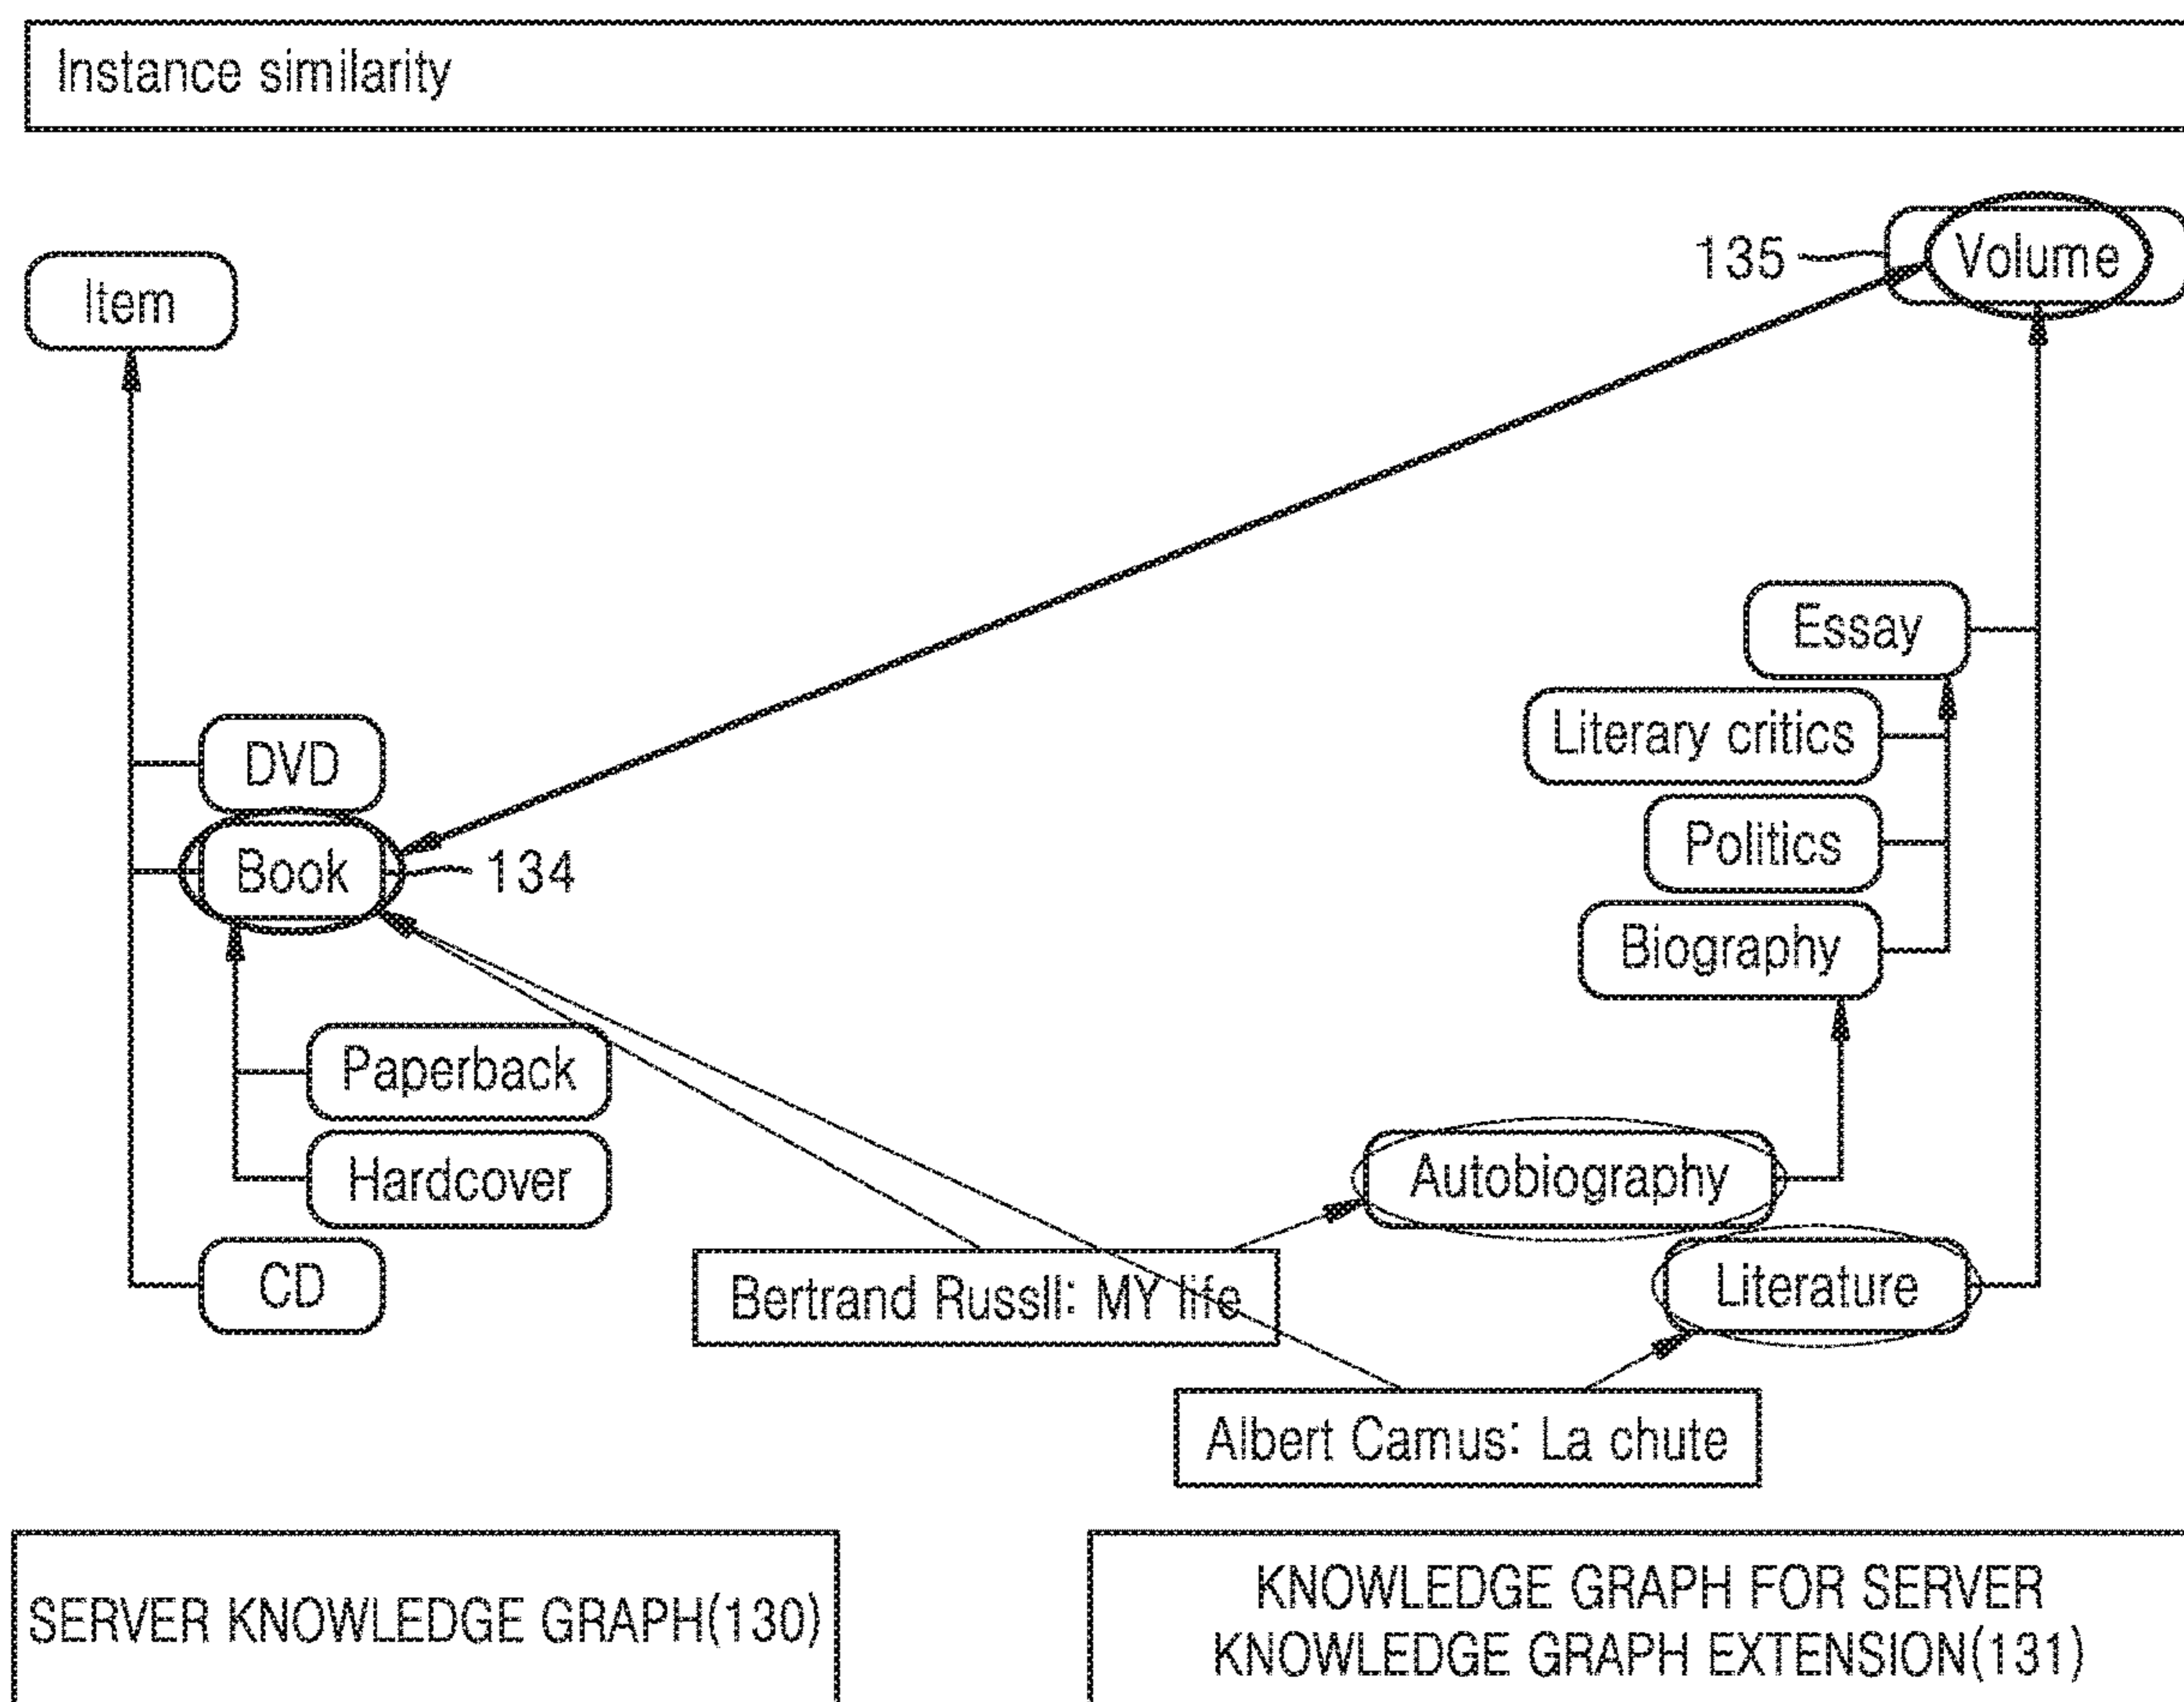 Instance similarity
Item
135
Volume
Essay
DVD
Literary critics
Book
134
Politics
Biography
Paperback
Hardcover
Autobiography
CD
Bertrand Russll: MY life
Literature
Albert Camus: La chute
SERVER KNOWLEDGE GRAPH(130)
KNOWLEDGE GRAPH FOR SERVER
KNOWLEDGE GRAPH EXTENSION(131)